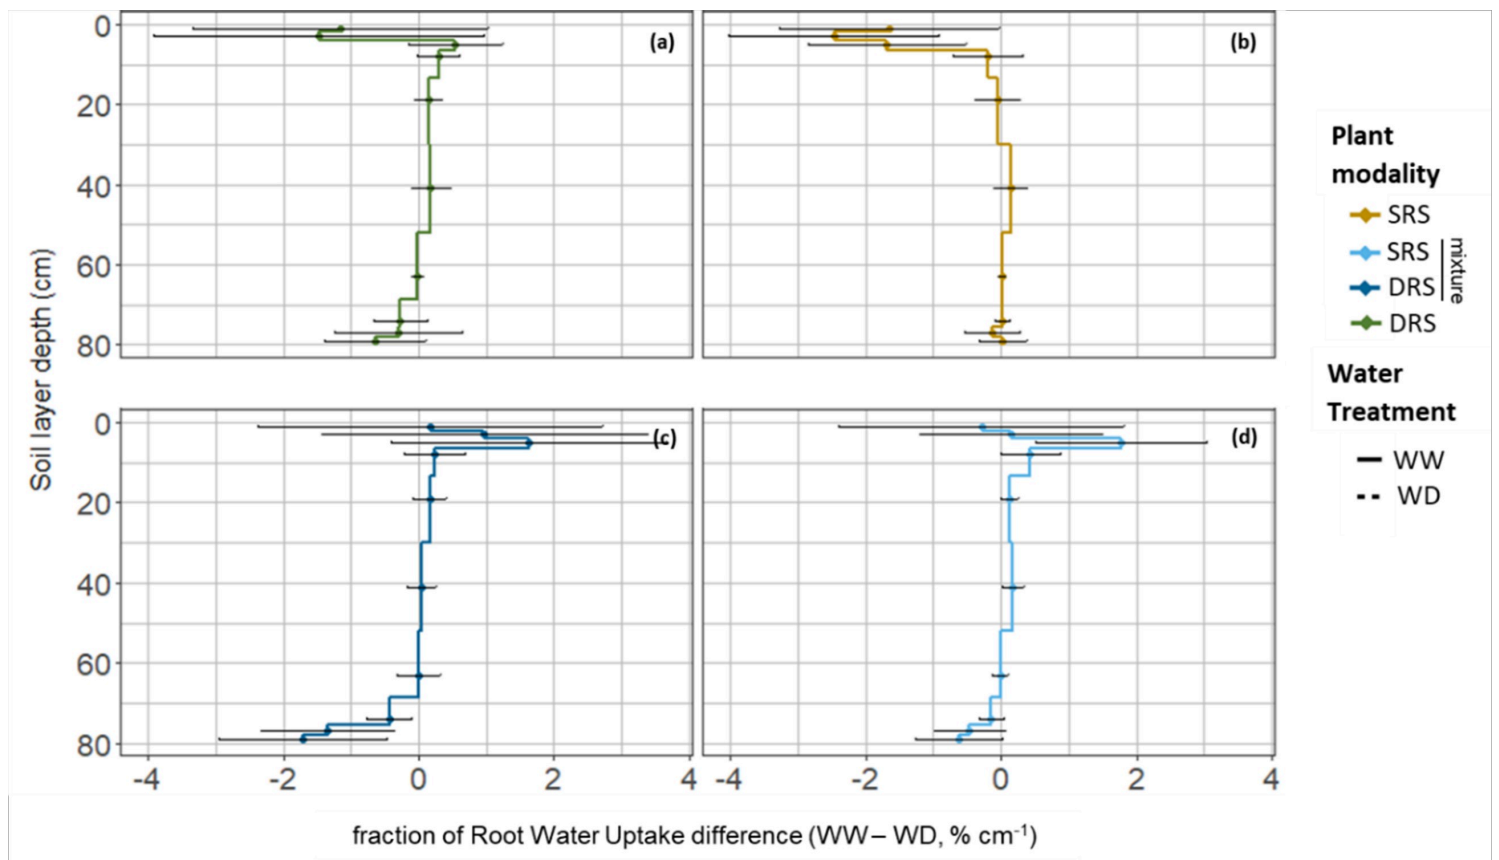 0
20
40
60
80
(a)
(b)
Plant
modality
SRS
SRS
DRS
mixture
DRS
Water
Treatment
WW
WD
Soil layer depth (cm)
0
20
40
60
80
(c)
(d)
-4 -2 0 2 4 -4 -2 0 2 4
fraction of Root Water Uptake difference (WW – WD, % cm⁻¹)